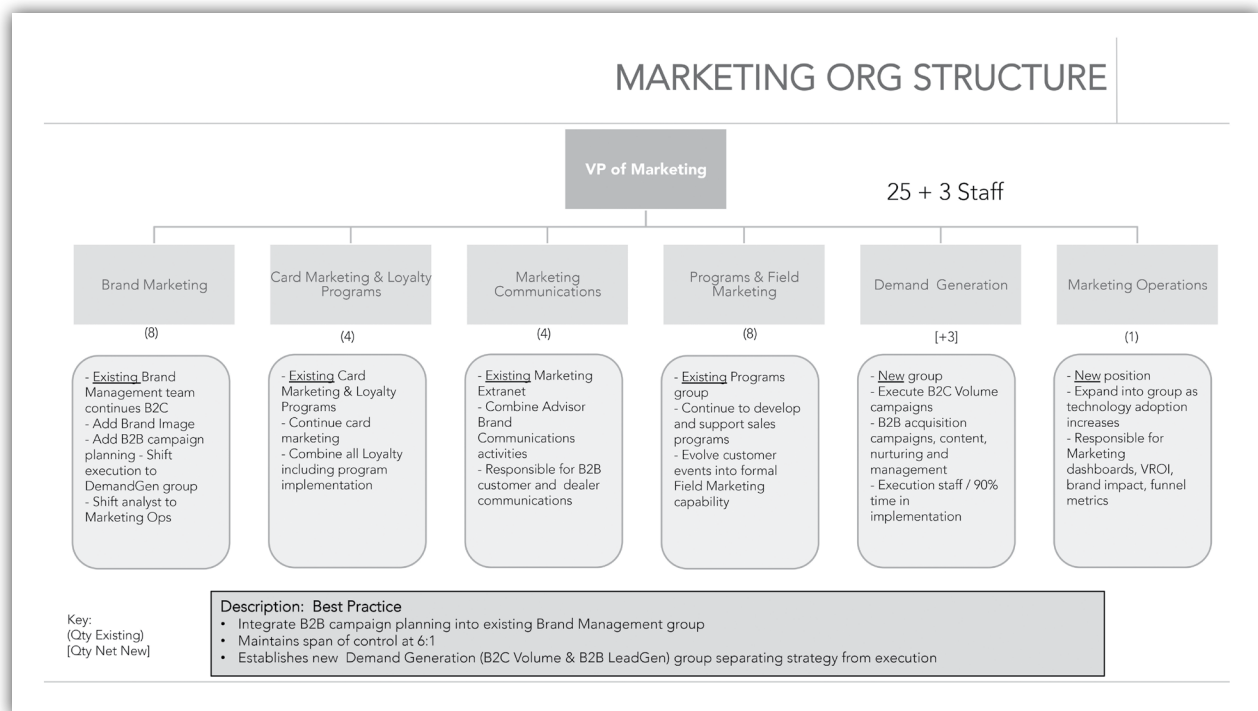 MARKETING ORG STRUCTURE
VP of Marketing
25 + 3 Staff
Brand Marketing
(8)
- Existing Brand
Management team
continues B2C
- Add Brand Image
- Add B2B campaign
planning - Shift
execution to
DemandGen group
- Shift analyst to
Marketing Ops
Card Marketing & Loyalty
Programs
(4)
- Existing Card
Marketing & Loyalty
Programs
- Continue card
marketing
- Combine all Loyalty
including program
implementation
Marketing
Communications
(4)
- Existing Marketing
Extranet
- Combine Advisor
Brand
Communications
activities
- Responsible for B2B
customer and dealer
communications
Programs & Field
Marketing
(8)
- Existing Programs
group
- Continue to develop
and support sales
programs
- Evolve customer
events into formal
Field Marketing
capability
Demand Generation
[+3]
- New group
- Execute B2C Volume
campaigns
- B2B acquisition
campaigns, content,
nurturing and
management
- Execution staff / 90%
time in
implementation
Marketing Operations
(1)
- New position
- Expand into group as
technology adoption
increases
- Responsible for
Marketing
dashboards, VROI,
brand impact, funnel
metrics
Key:
(Qty Existing)
[Qty Net New]
Description: Best Practice
• Integrate B2B campaign planning into existing Brand Management group
• Maintains span of control at 6:1
• Establishes new Demand Generation (B2C Volume & B2B LeadGen) group separating strategy from execution